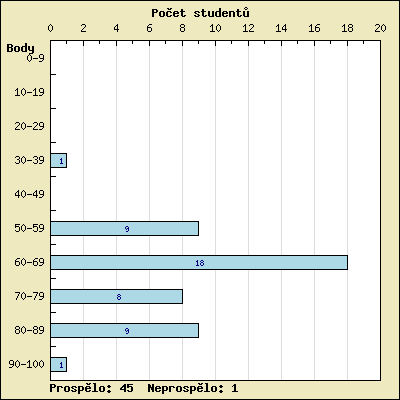 Počet studentů
0 2 4 6 8 10 12 14 16 18 20
Body
0-9
10-19
20-29
30-39 1
40-49
50-59 9
60-69 18
70-79 8
80-89 9
90-100 1
Prospělo: 45 Neprospělo: 1